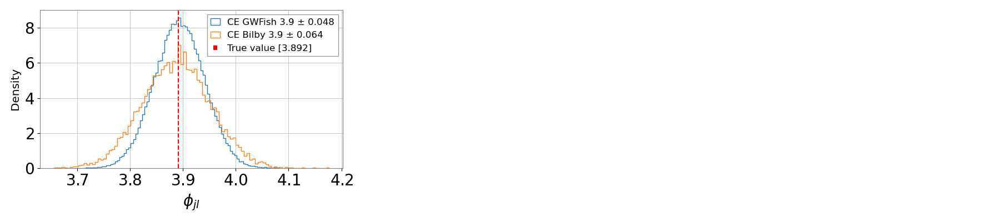 Density
8
6
4
2
0
CE GWFish 3.9 ± 0.048
CE Bilby 3.9 ± 0.064
True value [3.892]
3.7 3.8 3.9 4.0 4.1 4.2
ϕjl